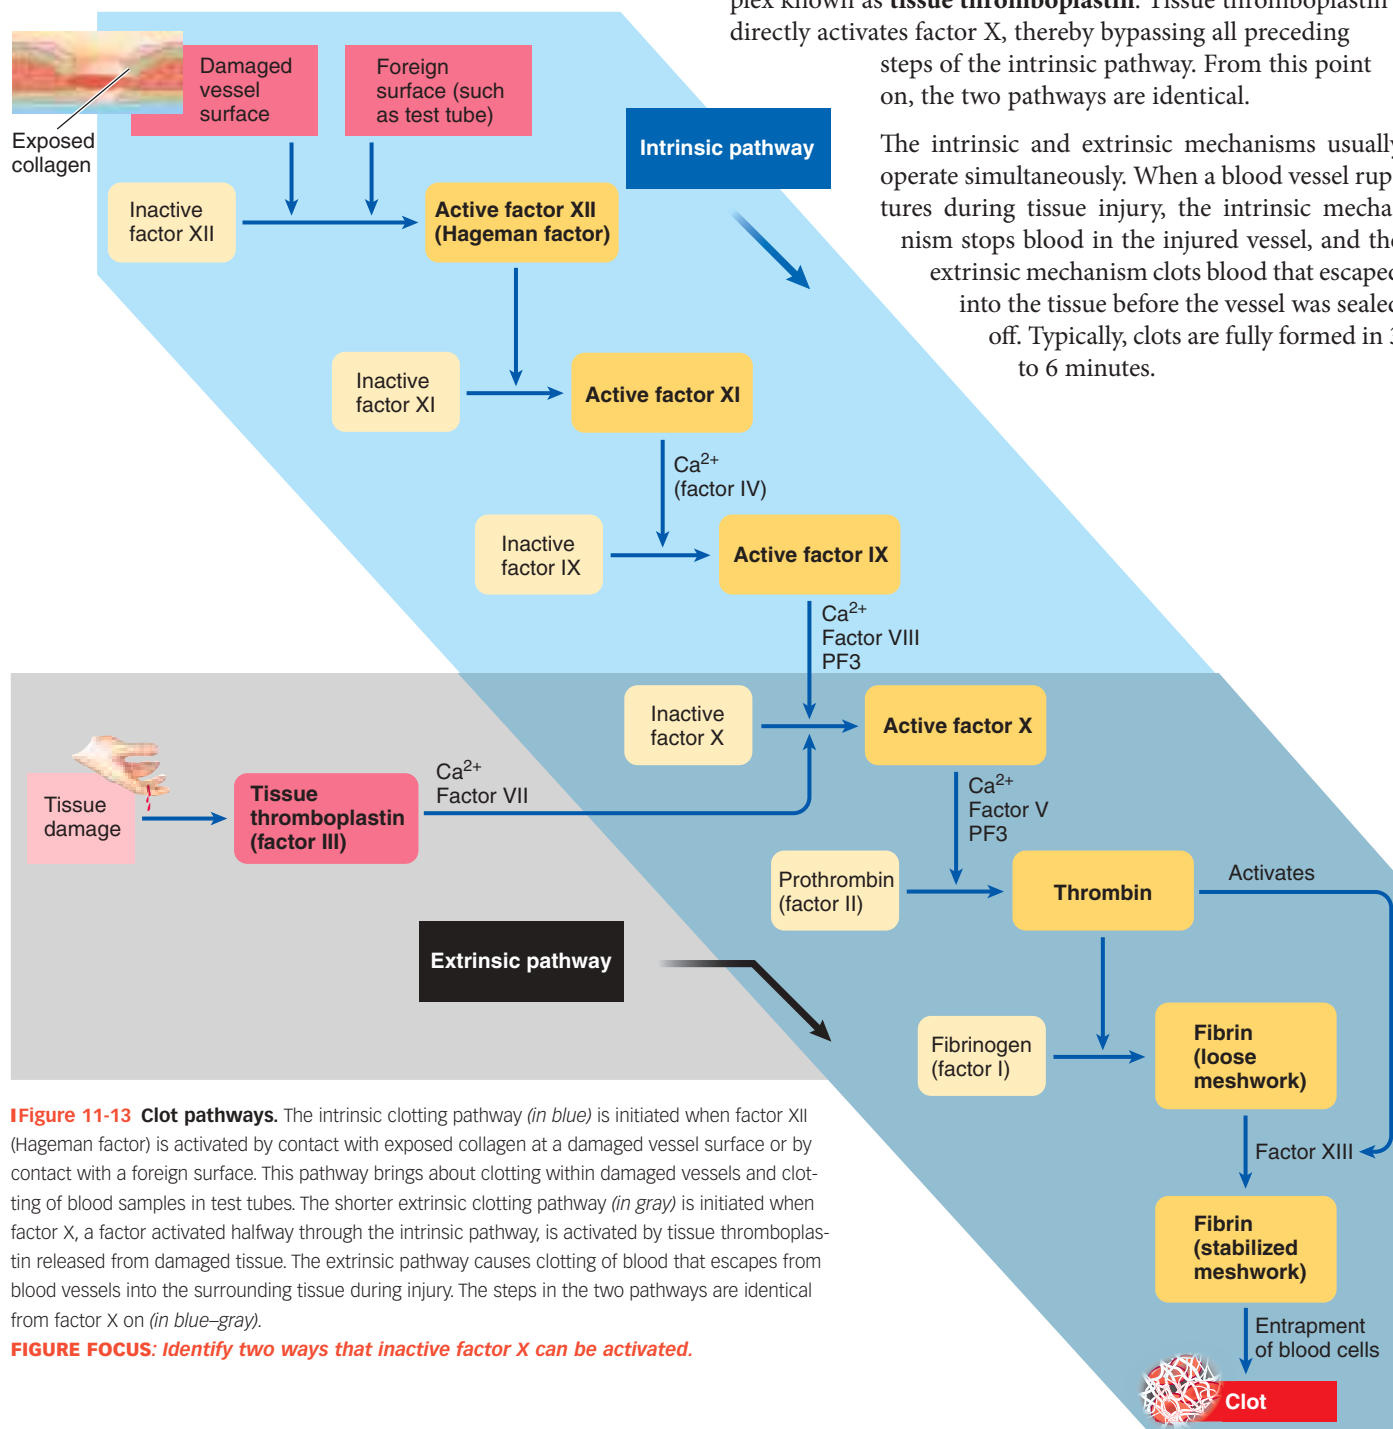 plex known as tissue thromboplastin. Tissue thromboplastin
directly activates factor X, thereby bypassing all preceding
steps of the intrinsic pathway. From this point
on, the two pathways are identical.
The intrinsic and extrinsic mechanisms usually
operate simultaneously. When a blood vessel rup
tures during tissue injury, the intrinsic mecha
nism stops blood in the injured vessel, and the
extrinsic mechanism clots blood that escaped
into the tissue before the vessel was sealed
off. Typically, clots are fully formed in 3
to 6 minutes.
Exposed
collagen
Damaged
vessel
surface
Foreign
surface (such
as test tube)
Intrinsic pathway
Inactive
factor XII
Active factor XII
(Hageman factor)
Inactive
factor XI
Active factor XI
Ca2+
(factor IV)
Inactive
factor IX
Active factor IX
Ca2+
Factor VIII
PF3
Inactive
factor X
Active factor X
Tissue
damage
Tissue
thromboplastin
(factor III)
Ca2+
Factor VII
Ca2+
Factor V
PF3
Prothrombin
(factor II)
Thrombin
Activates
Extrinsic pathway
Fibrinogen
(factor I)
Fibrin
(loose
meshwork)
Factor XIII
Fibrin
(stabilized
meshwork)
Entrapment
of blood cells
Clot
Figure 11-13 Clot pathways. The intrinsic clotting pathway (in blue) is initiated when factor XII
(Hageman factor) is activated by contact with exposed collagen at a damaged vessel surface or by
contact with a foreign surface. This pathway brings about clotting within damaged vessels and clot-
ting of blood samples in test tubes. The shorter extrinsic clotting pathway (in gray) is initiated when
factor X, a factor activated halfway through the intrinsic pathway, is activated by tissue thromboplas-
tin released from damaged tissue. The extrinsic pathway causes clotting of blood that escapes from
blood vessels into the surrounding tissue during injury. The steps in the two pathways are identical
from factor X on (in blue–gray).
FIGURE FOCUS: Identify two ways that inactive factor X can be activated.